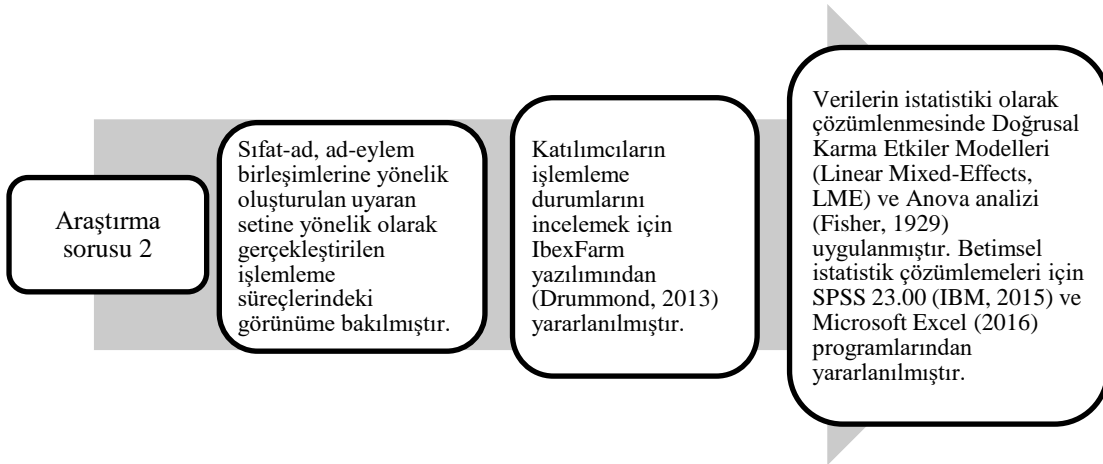 Araştırma
sorusu 2
Sıfat-ad, ad-eylem
birleşimlerine yönelik
oluşturulan uyaran
setine yönelik olarak
gerçekleştirilen
işlemleme
süreçlerindeki
görünüme bakılmıştır.
Katılımcıların
işlemleme
durumlarını
incelemek için
IbexFarm
yazılımından
(Drummond, 2013)
yararlanılmıştır.
Verilerin istatistiki olarak
çözümlenmesinde Doğrusal
Karma Etkiler Modelleri
(Linear Mixed-Effects,
LME) ve Anova analizi
(Fisher, 1929)
uygulanmıştır. Betimsel
istatistik çözümlemeleri için
SPSS 23.00 (IBM, 2015) ve
Microsoft Excel (2016)
programlarından
yararlanılmıştır.